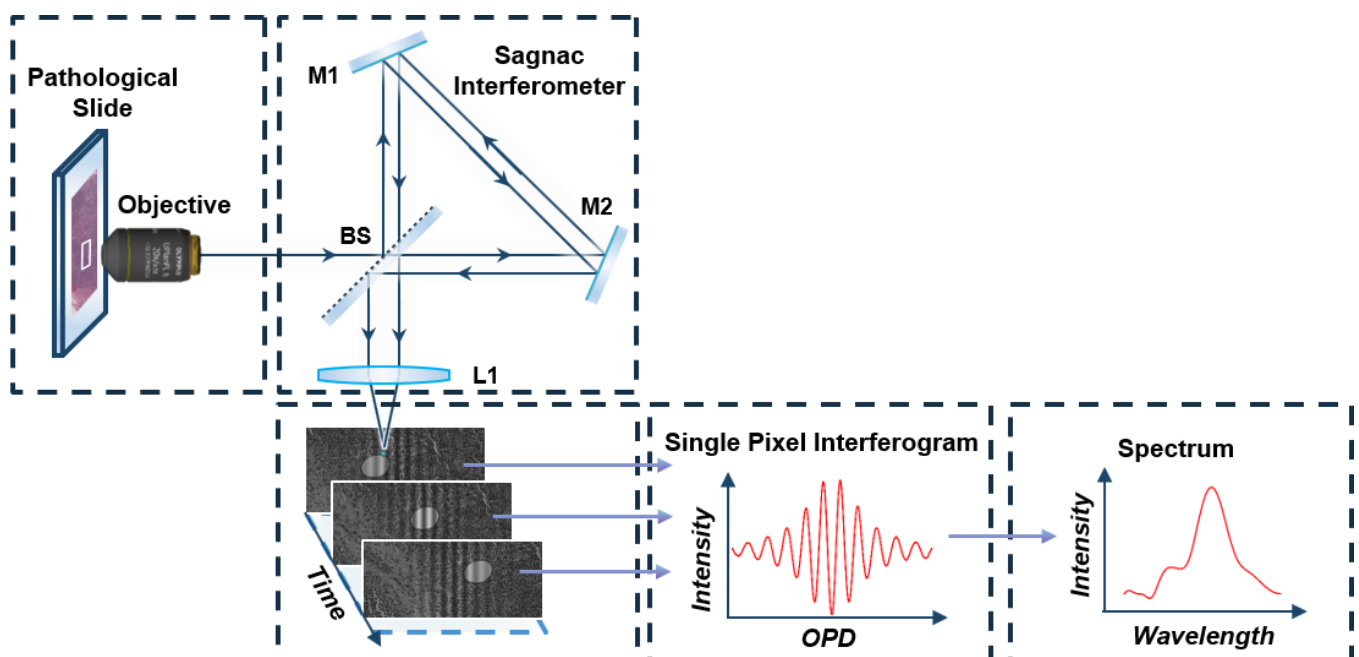 Pathological
Slide
Objective
M1
Sagnac
Interferometer
M2
BS
L1
Time
Single Pixel Interferogram
Intensity
OPD
Spectrum
Intensity
Wavelength